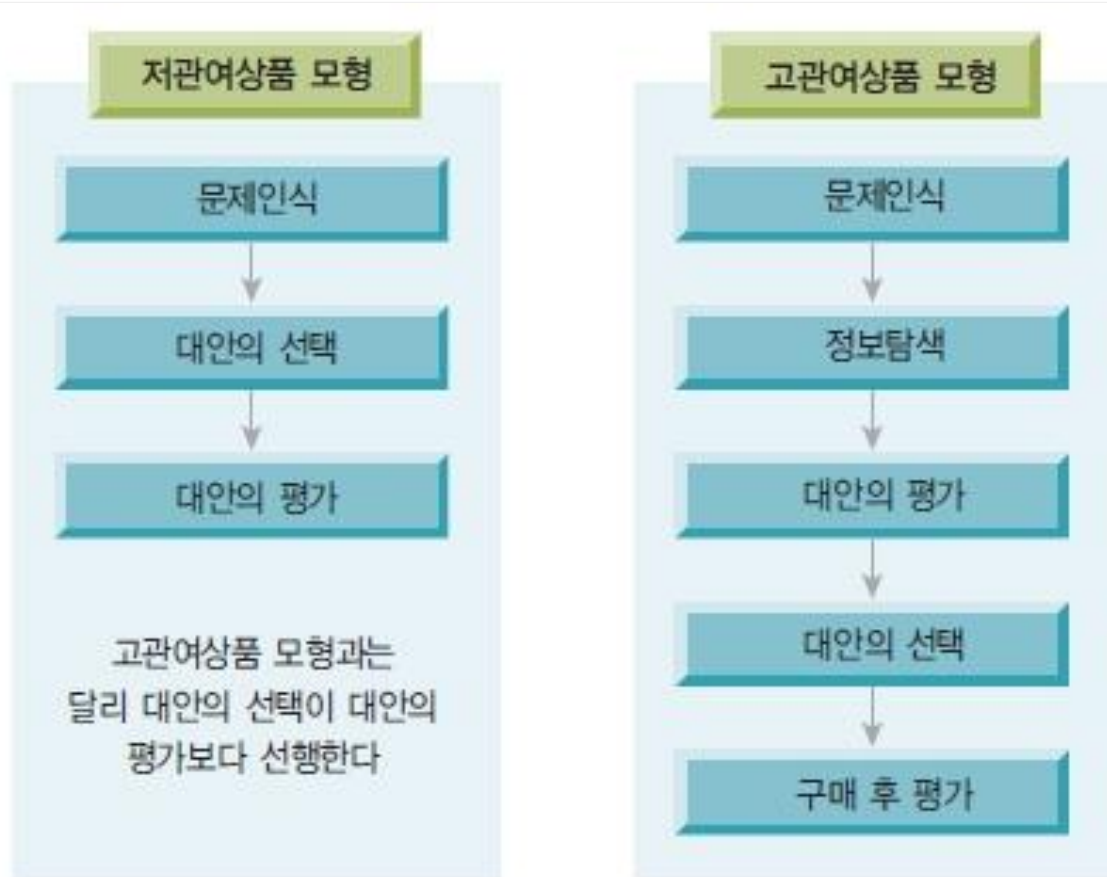 저관여상품 모형
문제인식
대안의 선택
대안의 평가
고관여상품 모형과는
달리 대안의 선택이 대안의
평가보다 선행한다
고관여상품 모형
문제인식
정보탐색
대안의 평가
대안의 선택
구매 후 평가